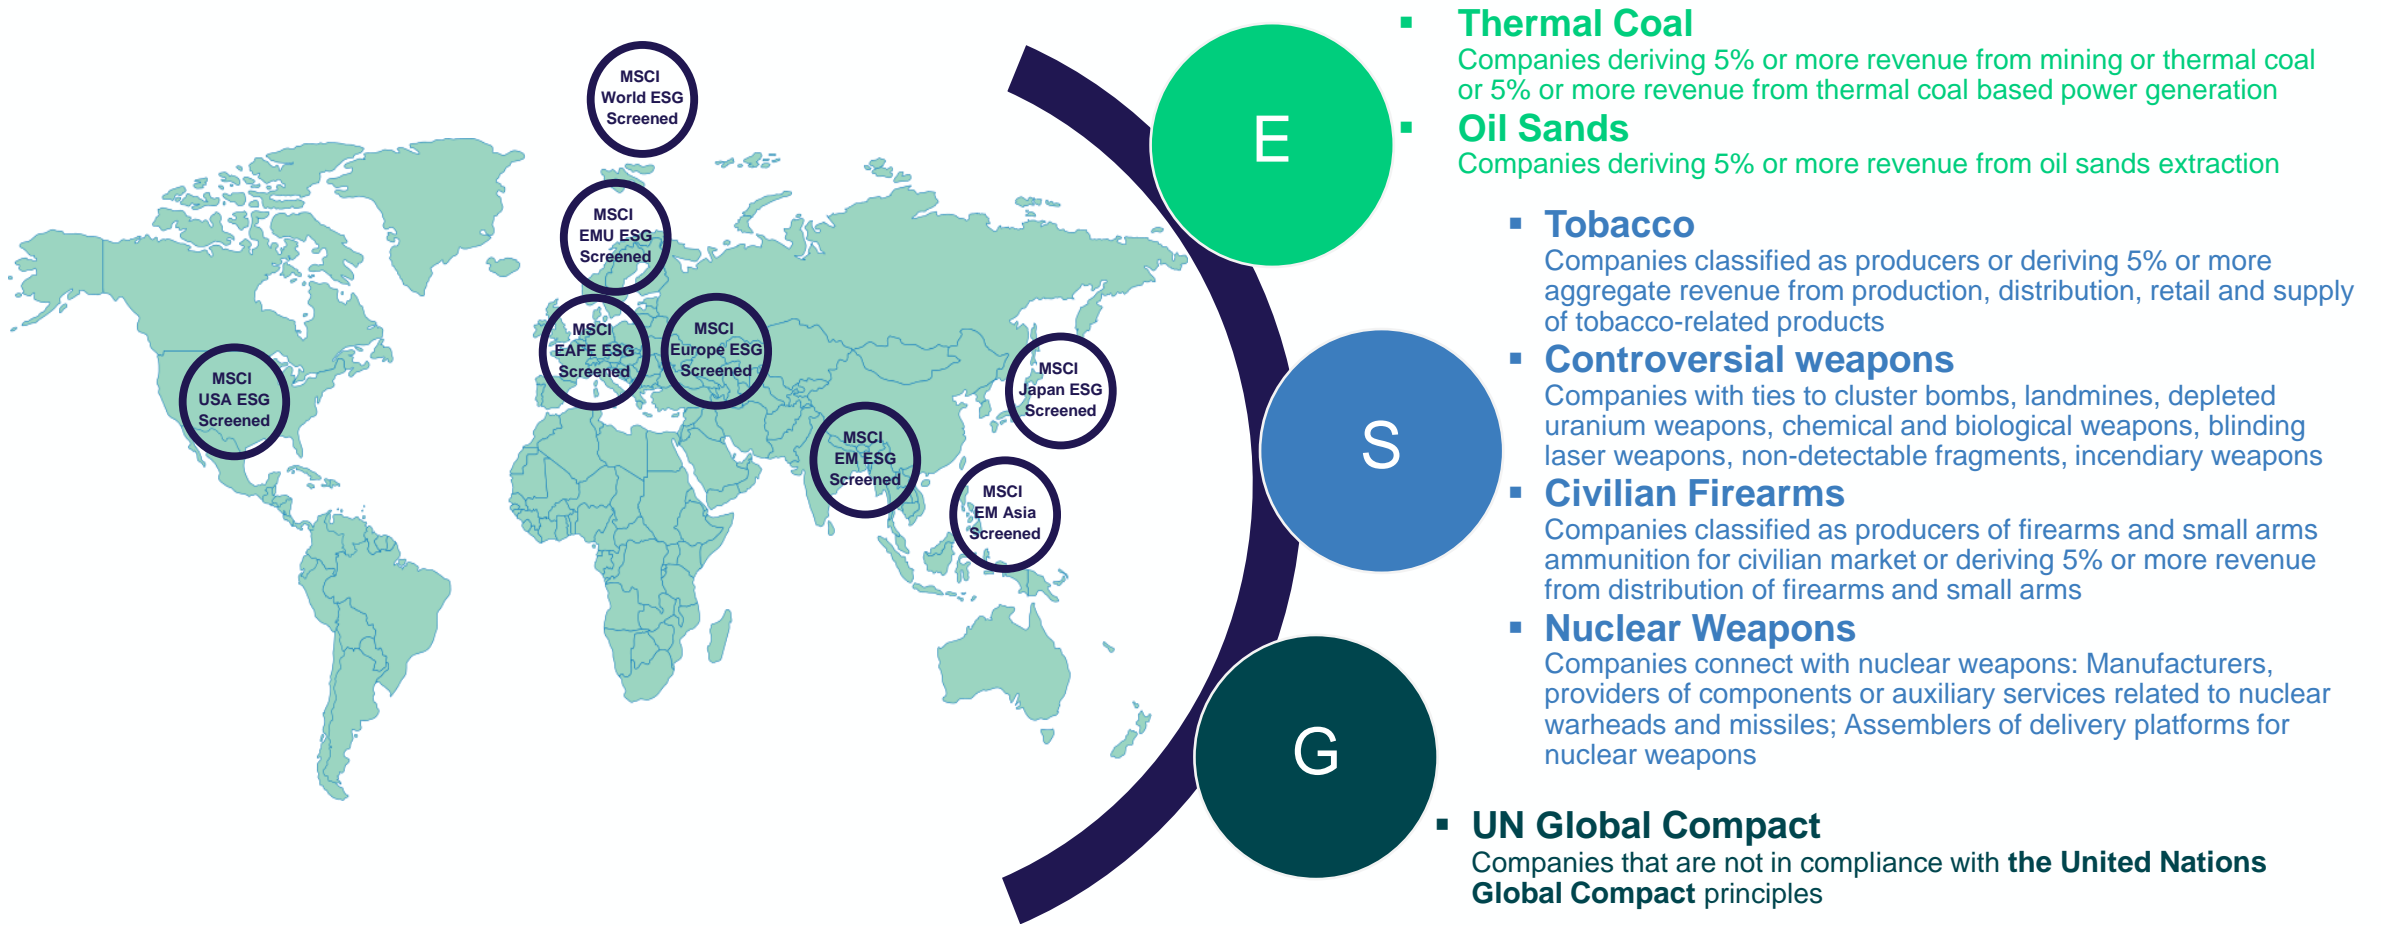 MSCI
World ESG
Screened
MSCI
EMU ESG
Screened
MSCI
EAFE ESG
Screened
MSCI
Europe ESG
Screened
MSCI
USA ESG
Screened
MSCI
Japan ESG
Screened
MSCI
EM ESG
Screened
MSCI
EM Asia
Screened
E
▪ Thermal Coal
Companies deriving 5% or more revenue from mining or thermal coal
or 5% or more revenue from thermal coal based power generation
▪ Oil Sands
Companies deriving 5% or more revenue from oil sands extraction
S
▪ Tobacco
Companies classified as producers or deriving 5% or more
aggregate revenue from production, distribution, retail and supply
of tobacco-related products
▪ Controversial weapons
Companies with ties to cluster bombs, landmines, depleted
uranium weapons, chemical and biological weapons, blinding
laser weapons, non-detectable fragments, incendiary weapons
▪ Civilian Firearms
Companies classified as producers of firearms and small arms
ammunition for civilian market or deriving 5% or more revenue
from distribution of firearms and small arms
▪ Nuclear Weapons
Companies connect with nuclear weapons: Manufacturers,
providers of components or auxiliary services related to nuclear
warheads and missiles; Assemblers of delivery platforms for
nuclear weapons
G
▪ UN Global Compact
Companies that are not in compliance with the United Nations
Global Compact principles